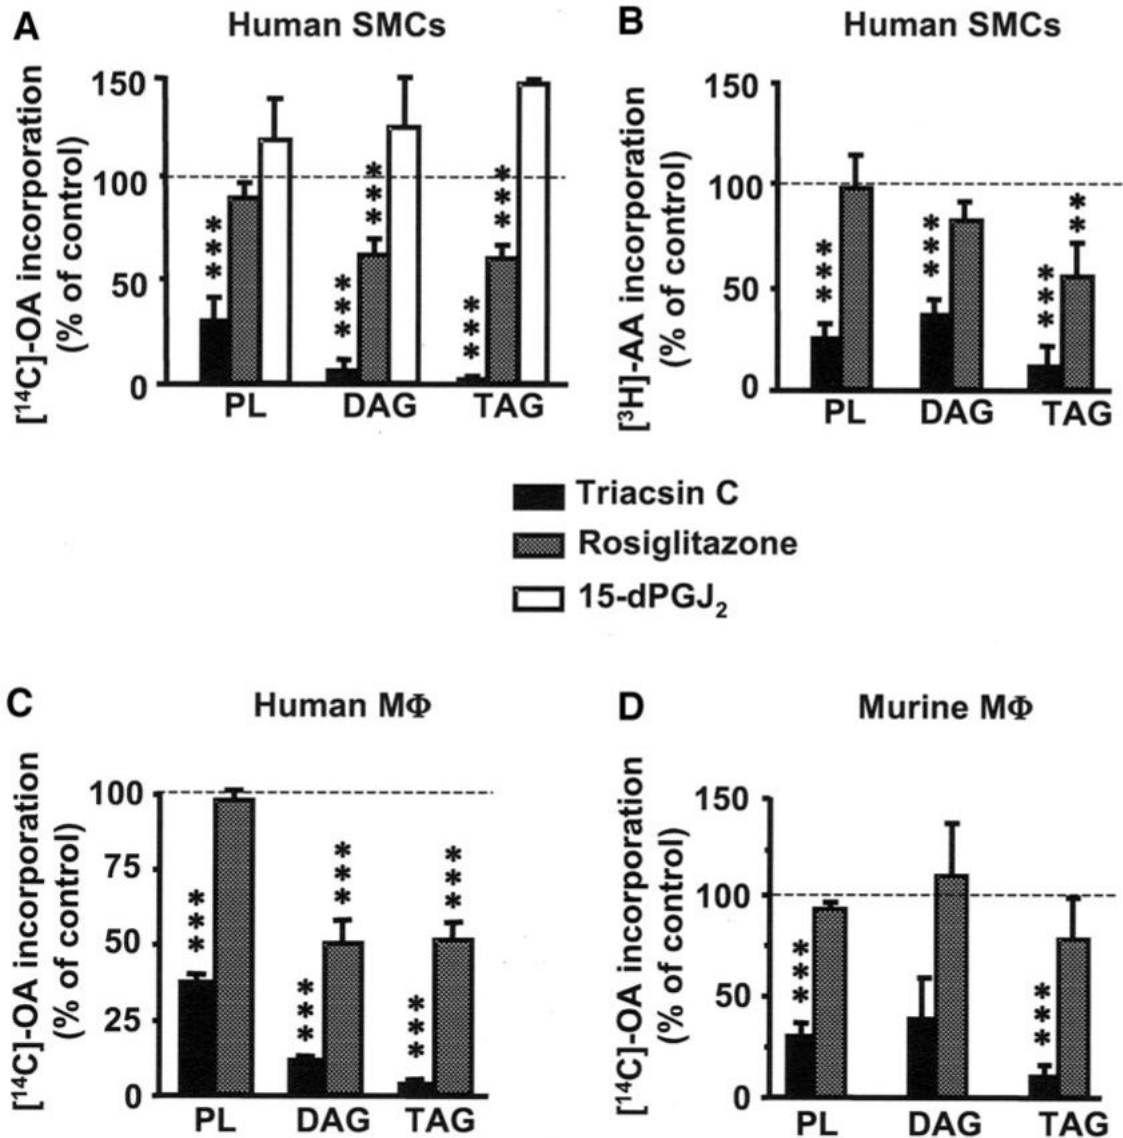 A
Human SMCs
[¹⁴C]-OA incorporation
(% of control)
150
100
50
0
***
***
***
***
***
PL DAG TAG
B
Human SMCs
[³H]-AA incorporation
(% of control)
150
100
50
0
***
***
***
**
PL DAG TAG
Triacsin C
Rosiglitazone
15-dPGJ₂
C
Human MΦ
[¹⁴C]-OA incorporation
(% of control)
100
75
50
25
0
***
***
***
***
***
PL DAG TAG
D
Murine MΦ
[¹⁴C]-OA incorporation
(% of control)
150
100
50
0
***
***
PL DAG TAG